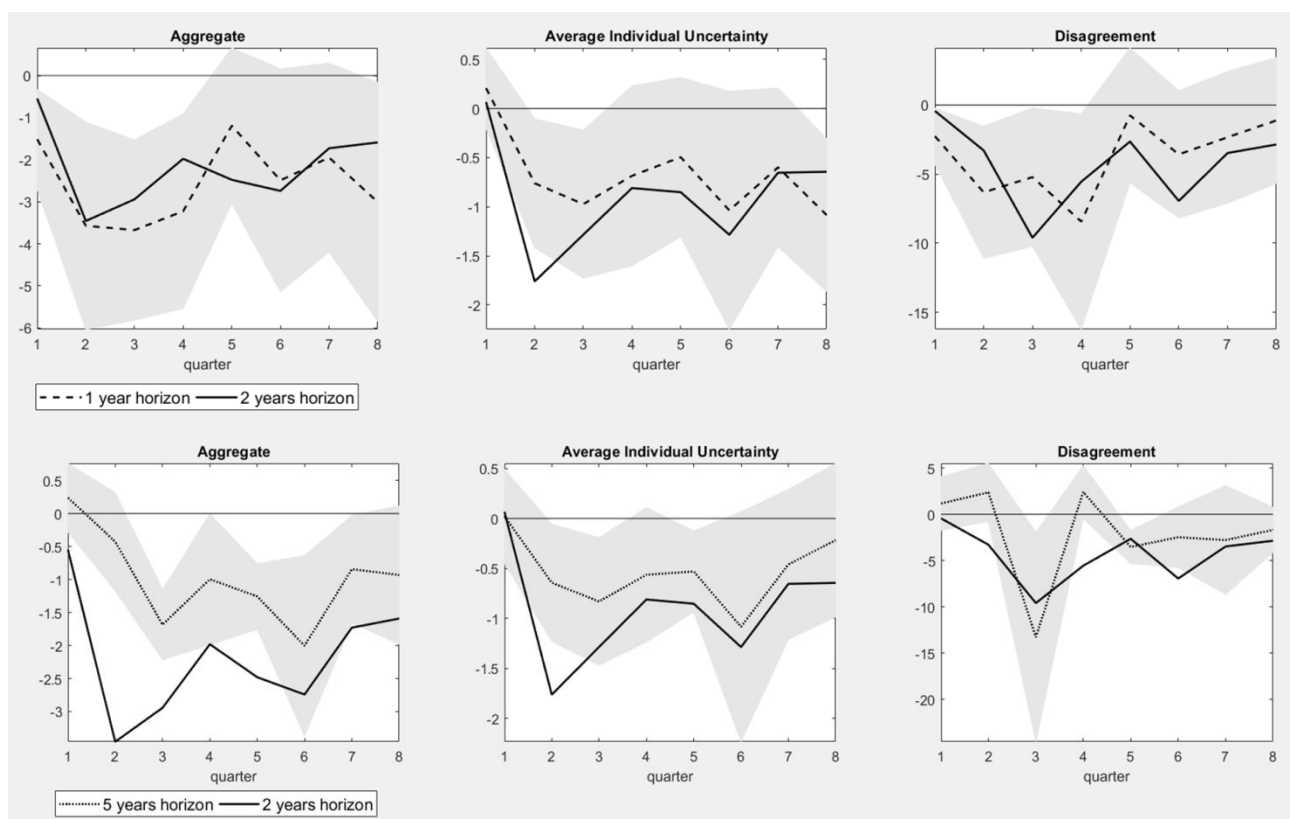 Aggregate
0
-1
-2
-3
-4
-5
-6
1 2 3 4 5 6 7 8
quarter
1 year horizon 2 years horizon
Average Individual Uncertainty
0.5
0
-0.5
-1
-1.5
-2
1 2 3 4 5 6 7 8
quarter
Disagreement
0
-5
-10
-15
1 2 3 4 5 6 7 8
quarter
Aggregate
0.5
0
-0.5
-1
-1.5
-2
-2.5
-3
1 2 3 4 5 6 7 8
quarter
5 years horizon 2 years horizon
Average Individual Uncertainty
0.5
0
-0.5
-1
-1.5
-2
1 2 3 4 5 6 7 8
quarter
Disagreement
5
0
-5
-10
-15
-20
1 2 3 4 5 6 7 8
quarter